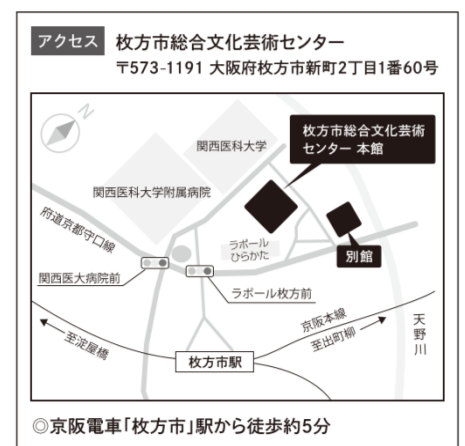 アクセス 枚方市総合文化芸術センター
〒573-1191 大阪府枚方市新町2丁目1番60号
N
関西医科大学
枚方市総合文化芸術
センター 本館
関西医科大学附属病院
府道京都守口線
ラポール
ひらかた
別館
関西医大病院前
ラポール枚方前
京阪本線
至出町柳
天野川
至淀屋橋
枚方市駅
◎京阪電車「枚方市」駅から徒歩約5分